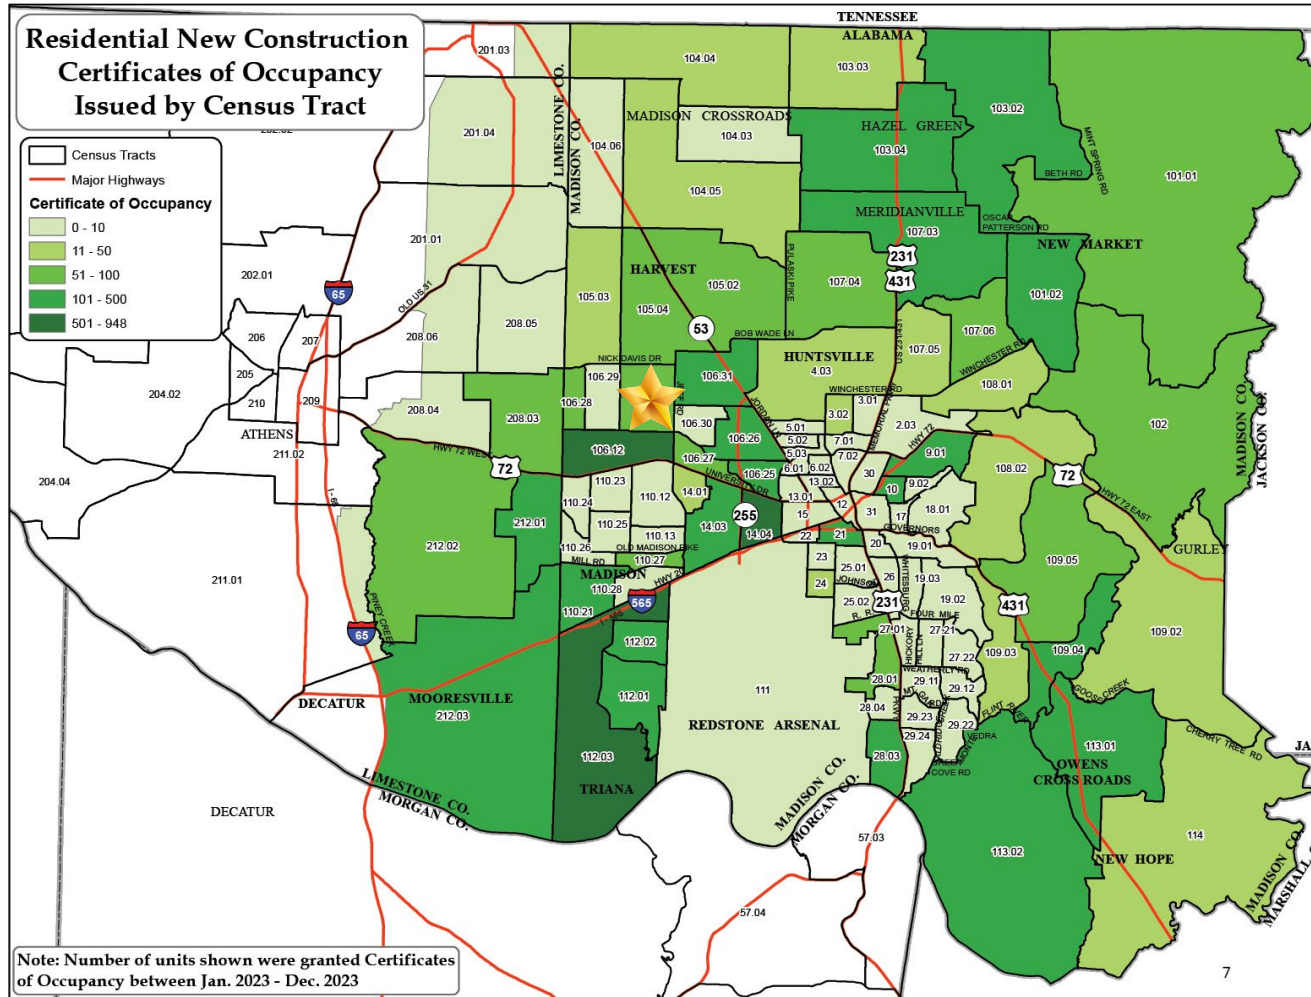 Residential New Construction
Certificates of Occupancy
Issued by Census Tract
Census Tracts
Major Highways
Certificate of Occupancy
0 - 10
11 - 50
51 - 100
101 - 500
501 - 948
TENNESSEE
ALABAMA
201.03
104.04
103.03
103.02
LIMESTONE CO.
MADISON CO.
201.04
104.06
MADISON CROSSROADS
104.03
HAZEL GREEN
103.04
MINT SPRING RD
BETH RD
101.01
104.05
MERIDIANVILLE
107.03
OSCAR
PATTERSON RD
NEW MARKET
201.01
202.01
65
OLD US 31
HARVEST
105.02
PULASKI PIKE
107.04
231
431
101.02
105.03
105.04
53
BOB WADE LN
US 231/431
107.05
107.06
WINCHESTER RD
206
207
208.06
208.05
NICK DAVIS DR
106.31
HUNTSVILLE
4.03
108.01
204.02
205
210
209
106.29
106.28
208.04
208.03
JORDAN LN
WINCHESTER RD
3.01
3.02
MEMORIAL PKWY
2.03
HWY 72
102
MADISON CO.
JACKSON CO.
ATHENS
211.02
HWY 72 WEST
72
106.30
106.26
106.12
106.27
5.01
5.02
5.03
7.01
7.02
9.01
108.02
72
HWY 72 EAST
204.04
I - 65
110.23
110.12
110.24
14.01
UNIVERSITY DR
106.25
6.01
6.02
13.02
13.01
30
10
9.02
12
15
31
17
18.01
GOVERNORS
212.01
110.25
110.13
14.03
255
14.04
22
21
20
19.01
GURLEY
212.02
110.26
OLD MADISON PIKE
MILL RD
110.27
MADISON
HWY 20
23
25.01
WHITESBURG
109.05
211.01
110.28
565
24
JOHNSON
26
19.03
PINEY CREEK
110.21
I - 565
25.02
R. R.
231
19.02
FOUR MILE
431
65
112.02
27.01
HICKORY
HILL LN
27.21
27.22
109.03
109.04
109.02
WEATHERLY RD
DECATUR
MOORESVILLE
212.03
112.01
111
28.01
29.11
29.12
GOOSE CREEK
28.04
PKWY
29.23
29.22
FLINT RIVER
REDSTONE ARSENAL
29.24
VEDRA
MONTE
112.03
28.03
COVE RD
113.01
CHERRY TREE RD
OWENS
CROSS ROADS
JA
LIMESTONE CO.
MORGAN CO.
TRIANA
MADISON CO.
MORGAN CO.
DECATUR
57.03
113.02
NEW HOPE
114
MADISON CO.
MARSHALL
57.04
Note: Number of units shown were granted Certificates
of Occupancy between Jan. 2023 - Dec. 2023
7